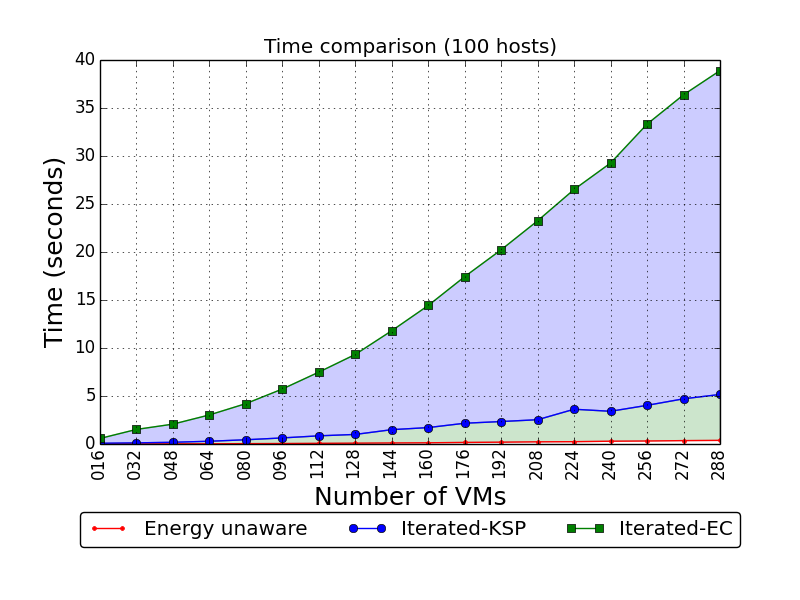 Time comparison (100 hosts)
40
35
30
25
20
15
10
5
0
Time (seconds)
016 032 048 064 080 096 112 128 144 160 176 192 208 224 240 256 272 288
Number of VMs
Energy unaware Iterated-KSP Iterated-EC